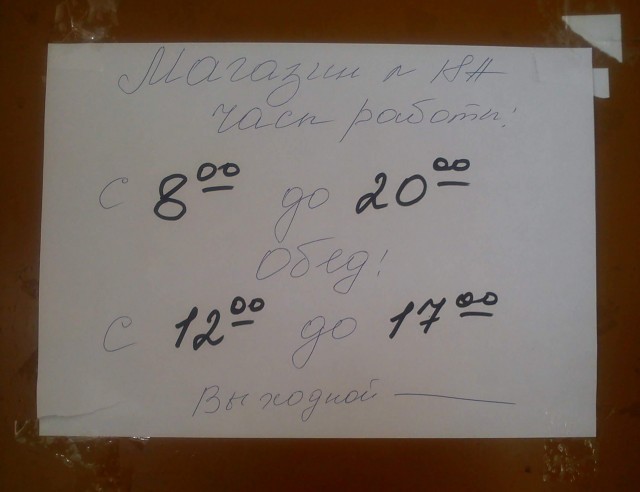 Магазин
часы работы:
с 8⁰⁰ до 20⁰⁰
Обед:
с 12⁰⁰ до 17⁰⁰
Выходной —